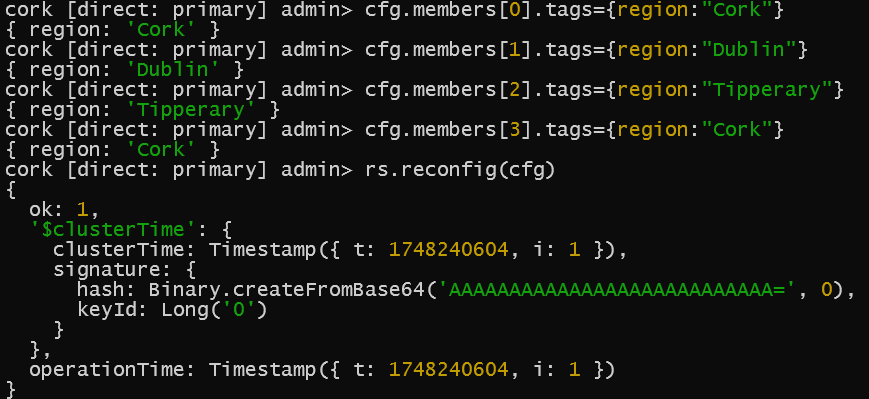 cork [direct: primary] admin> cfg.members[0].tags={region:"Cork"}
{ region: 'Cork' }
cork [direct: primary] admin> cfg.members[1].tags={region:"Dublin"}
{ region: 'Dublin' }
cork [direct: primary] admin> cfg.members[2].tags={region:"Tipperary"}
{ region: 'Tipperary' }
cork [direct: primary] admin> cfg.members[3].tags={region:"Cork"}
{ region: 'Cork' }
cork [direct: primary] admin> rs.reconfig(cfg)
{
  ok: 1,
  '$clusterTime': {
    clusterTime: Timestamp({ t: 1748240604, i: 1 }),
    signature: {
      hash: Binary.createFromBase64('AAAAAAAAAAAAAAAAAAAAAAAAAAA=', 0),
      keyId: Long('0')
    }
  },
  operationTime: Timestamp({ t: 1748240604, i: 1 })
}